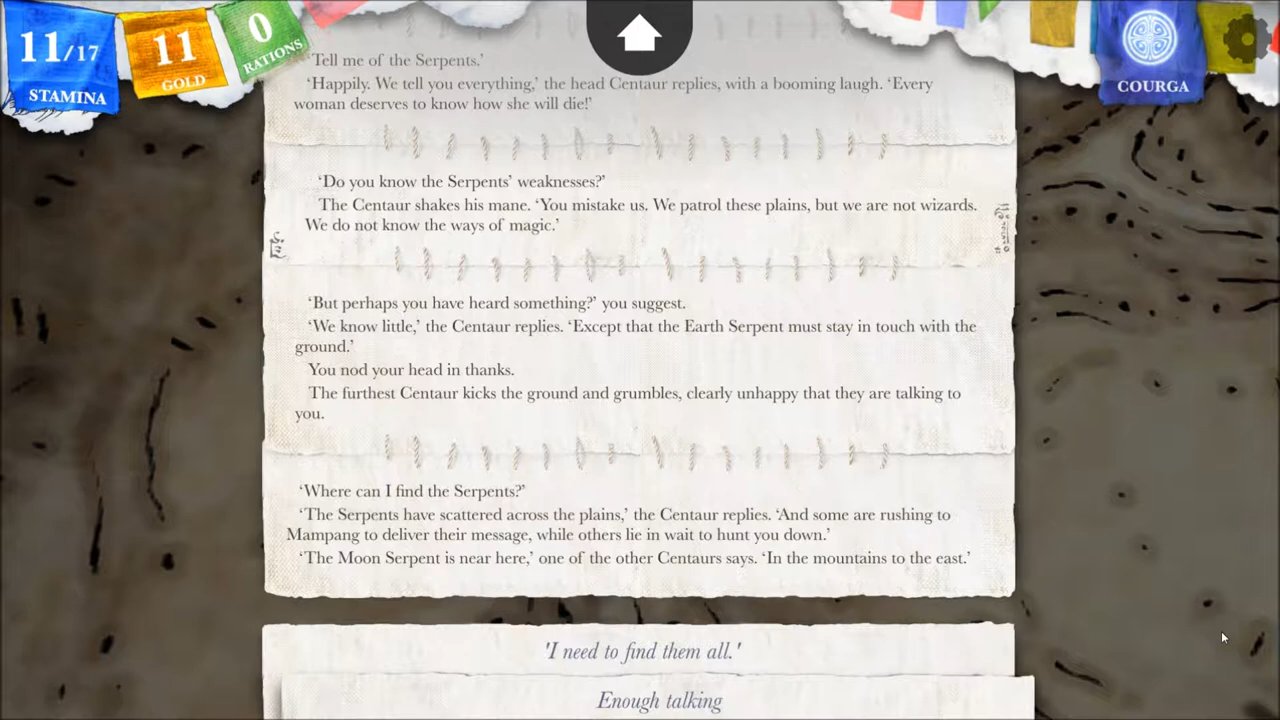 11/17
STAMINA
11
GOLD
0
RATIONS
COURGA
‘Tell me of the Serpents.’
‘Happily. We tell you everything,’ the head Centaur replies, with a booming laugh. ‘Every
woman deserves to know how she will die!’
‘Do you know the Serpents’ weaknesses?’
The Centaur shakes his mane. ‘You mistake us. We patrol these plains, but we are not wizards.
We do not know the ways of magic.’
‘But perhaps you have heard something?’ you suggest.
‘We know little,’ the Centaur replies. ‘Except that the Earth Serpent must stay in touch with the
ground.’
You nod your head in thanks.
The furthest Centaur kicks the ground and grumbles, clearly unhappy that they are talking to
you.
‘Where can I find the Serpents?’
‘The Serpents have scattered across the plains,’ the Centaur replies. ‘And some are rushing to
Mampang to deliver their message, while others lie in wait to hunt you down.’
‘The Moon Serpent is near here,’ one of the other Centaurs says. ‘In the mountains to the east.’
'I need to find them all.'
Enough talking